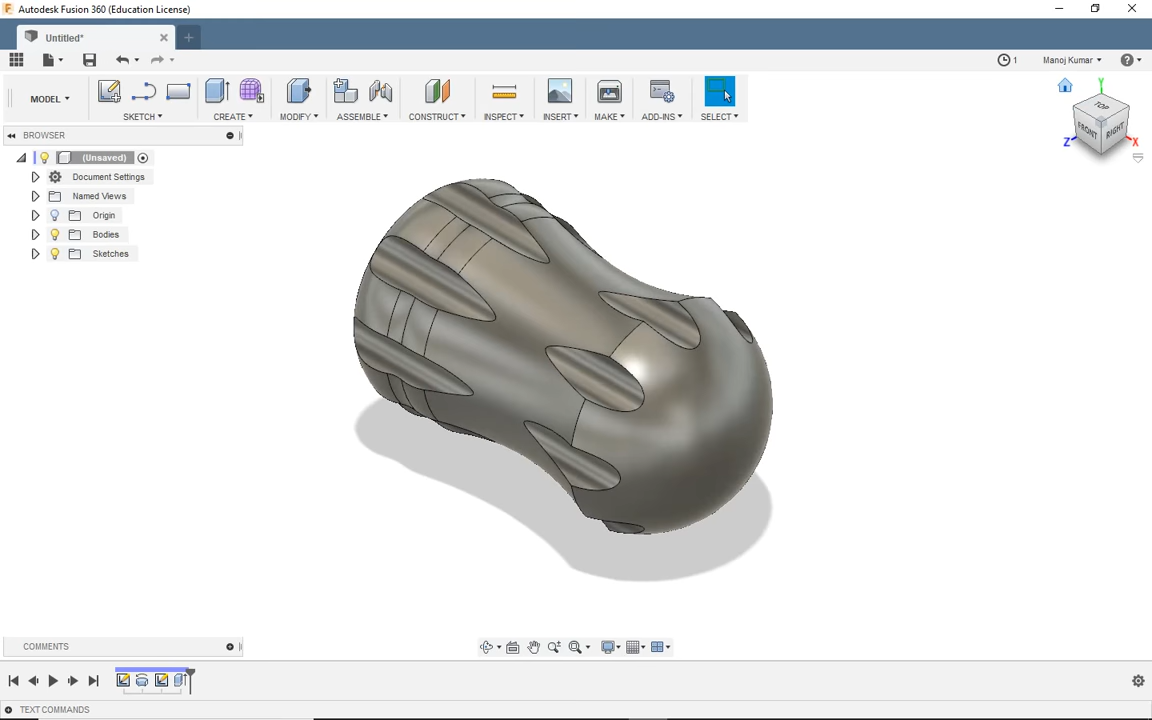 Autodesk Fusion 360 (Education License)
Untitled*
1
Manoj Kumar
MODEL
SKETCH
CREATE
MODIFY
ASSEMBLE
CONSTRUCT
INSPECT
INSERT
MAKE
ADD-INS
SELECT
Y
TOP
FRONT
RIGHT
Z
X
BROWSER
(Unsaved)
Document Settings
Named Views
Origin
Bodies
Sketches
COMMENTS
TEXT COMMANDS